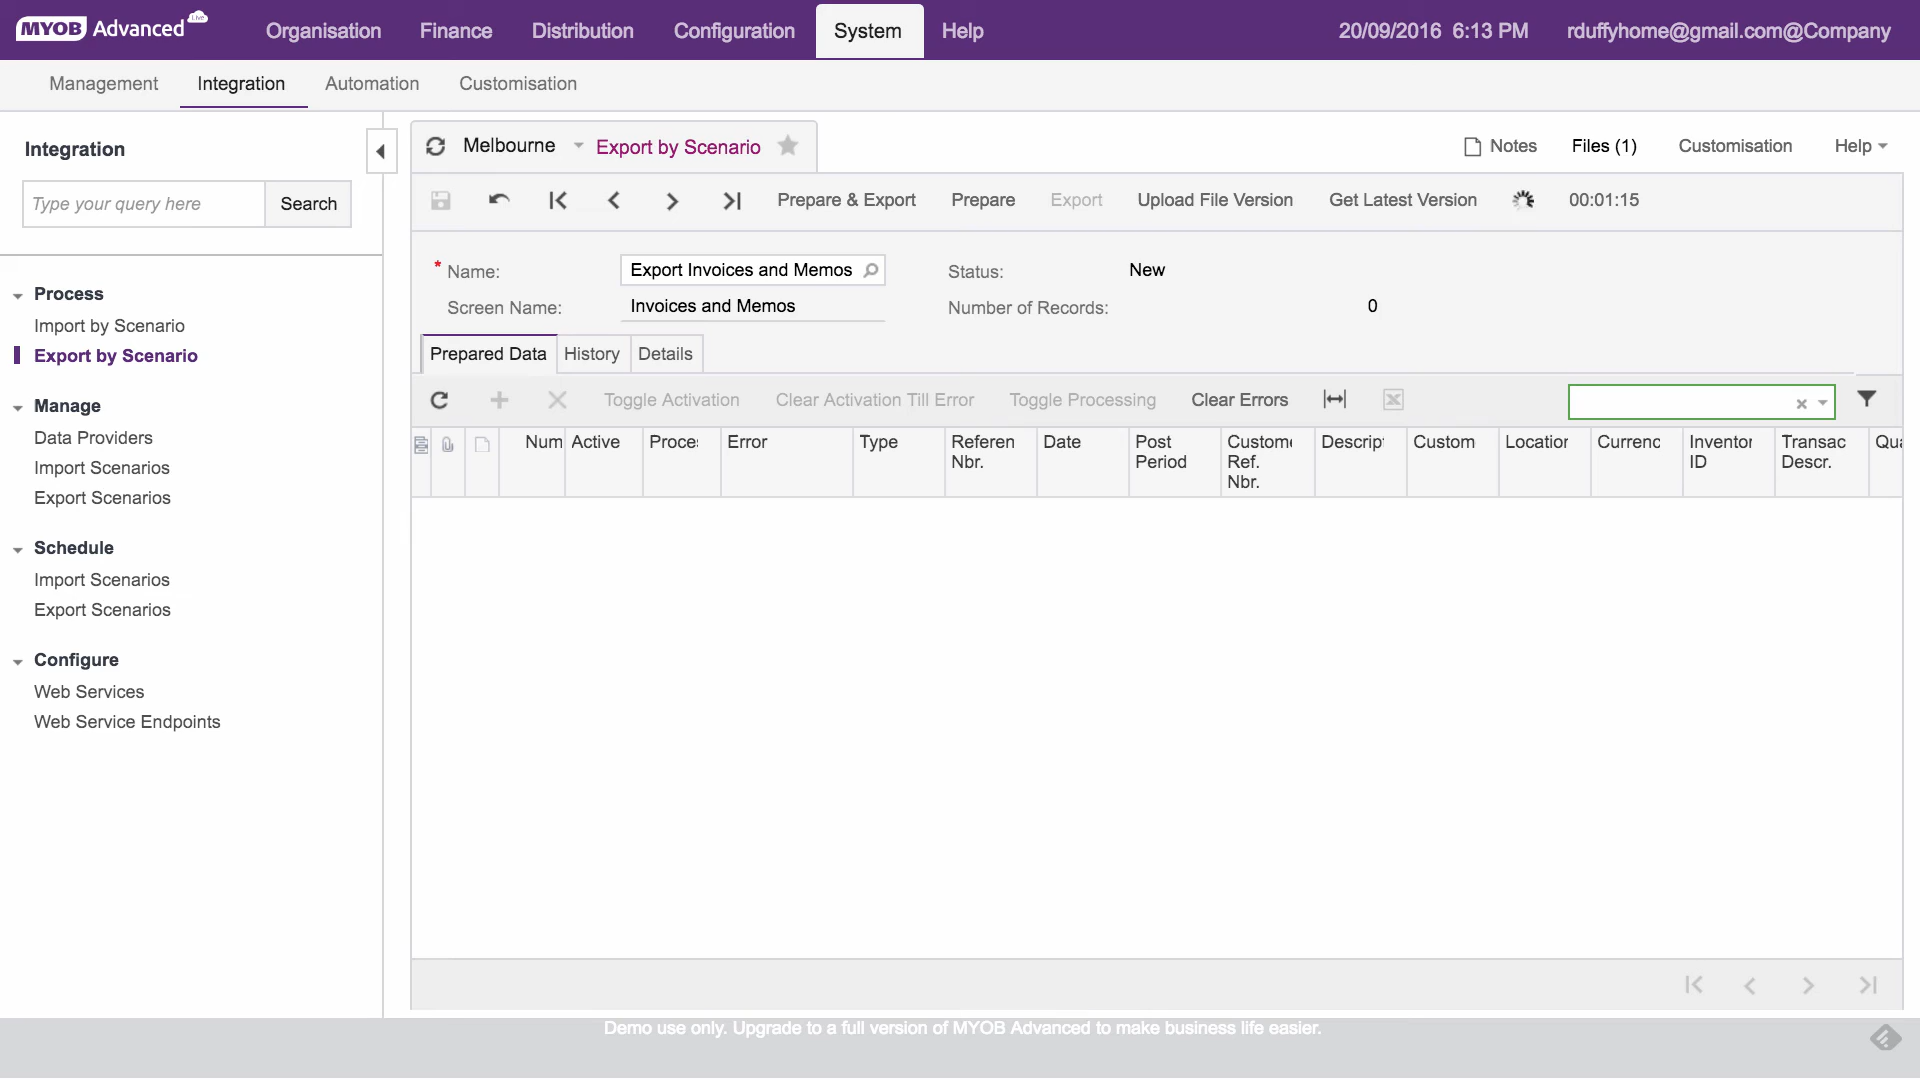 MYOB Advanced Live
Organisation Finance Distribution Configuration System Help
20/09/2016 6:13 PM rduffyhome@gmail.com@Company
Management Integration Automation Customisation
Integration
Type your query here Search
Process
Import by Scenario
Export by Scenario
Manage
Data Providers
Import Scenarios
Export Scenarios
Schedule
Import Scenarios
Export Scenarios
Configure
Web Services
Web Service Endpoints
Melbourne Export by Scenario
Notes Files (1) Customisation Help
Prepare & Export Prepare Export Upload File Version Get Latest Version 00:01:15
* Name: Export Invoices and Memos Status: New
Screen Name: Invoices and Memos Number of Records: 0
Prepared Data History Details
Toggle Activation Clear Activation Till Error Toggle Processing Clear Errors
Num Active Proces Error Type Referen Date Post Custome Descrip Custom Location Currenc Inventor Transac Qua
Nbr. Period Ref. ID Descr.
Nbr.
Demo use only. Upgrade to a full version of MYOB Advanced to make business life easier.